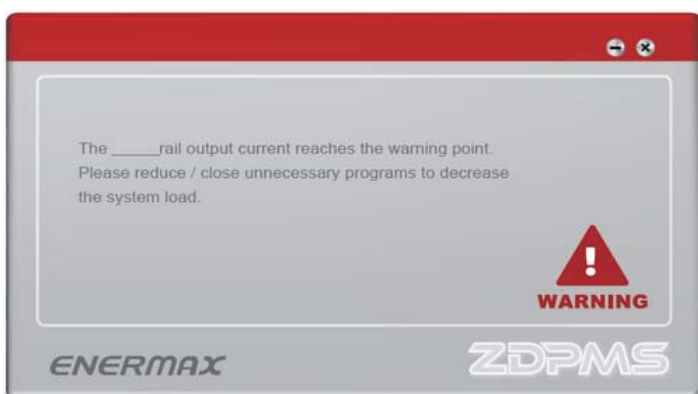 The _____rail output current reaches the warning point.
Please reduce / close unnecessary programs to decrease
the system load.
WARNING
ENERMAX
ZDPMS